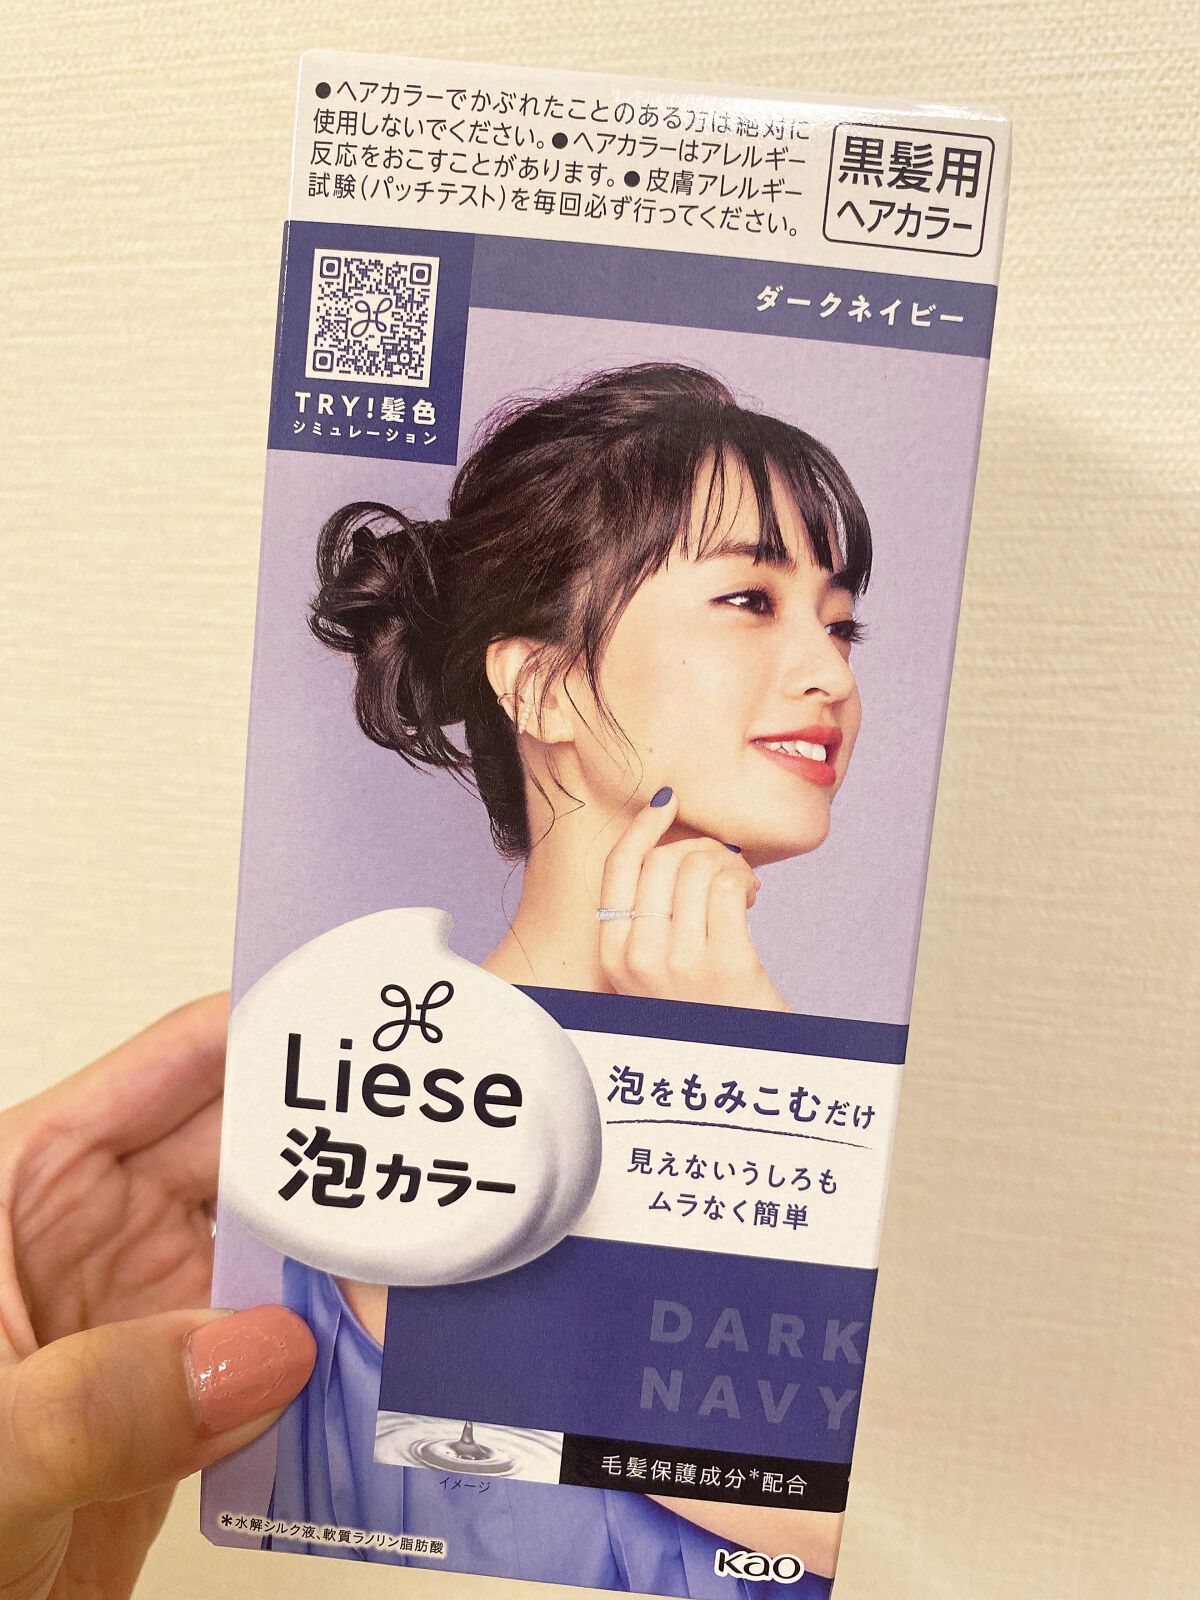 ●ヘアカラーでかぶれたことのある方は絶対に
使用しないでください。●ヘアカラーはアレルギー
反応をおこすことがあります。●皮膚アレルギー
試験(パッチテスト)を毎回必ず行ってください。
黒髪用
ヘアカラー
ダークネイビー
TRY!髪色
シミュレーション
Liese
泡カラー
泡をもみこむだけ
見えないうしろも
ムラなく簡単
DARK
NAVY
毛髪保護成分*配合
イメージ
*水解シルク液、軟質ラノリン脂肪酸
Kao